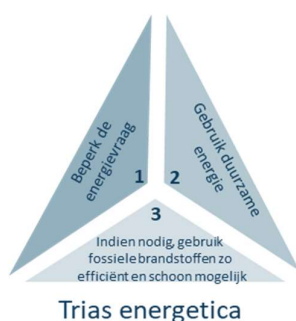 Beperk de
energievraag
1
2
Gebruik duurzame
energie
3
Indien nodig, gebruik
fossiele brandstoffen zo
efficiënt en schoon mogelijk
Trias energetica